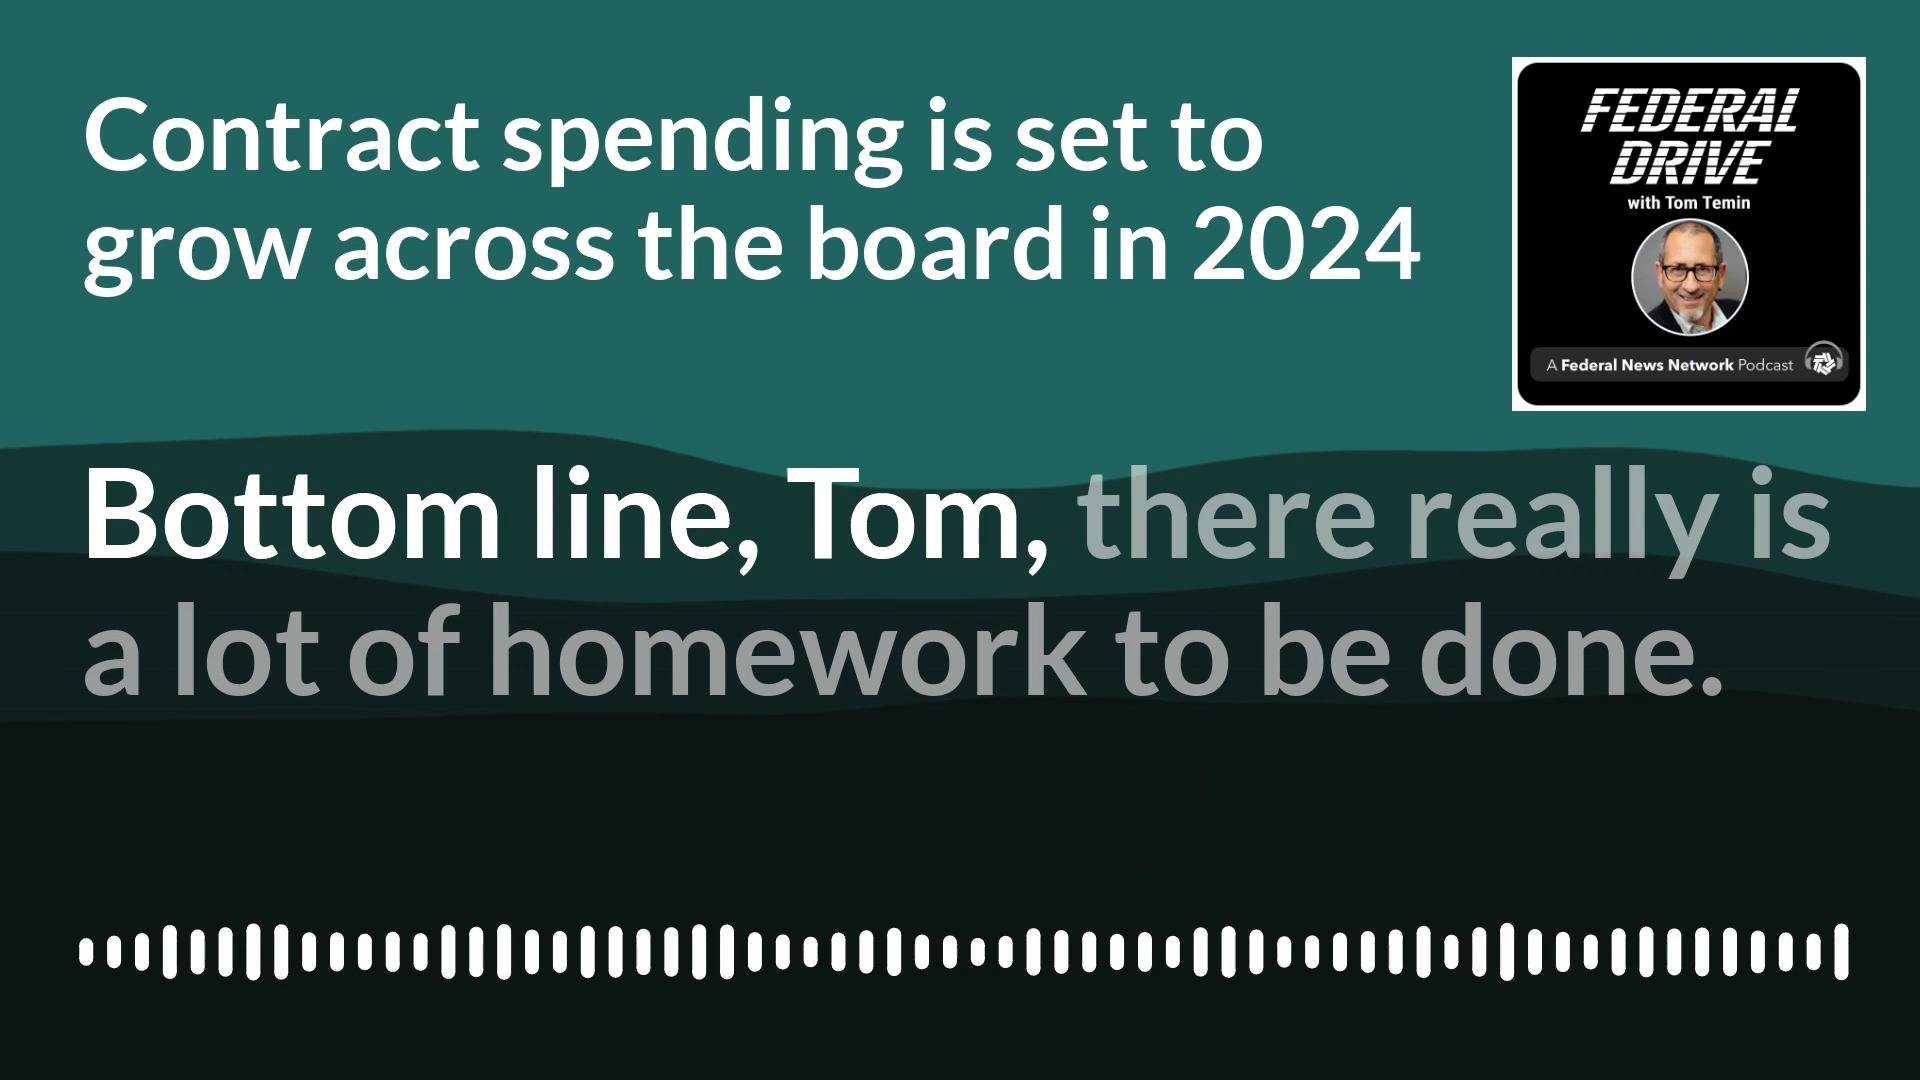 Contract spending is set to
grow across the board in 2024
FEDERAL
DRIVE
with Tom Temin
A Federal News Network Podcast
Bottom line, Tom, there really is
a lot of homework to be done.